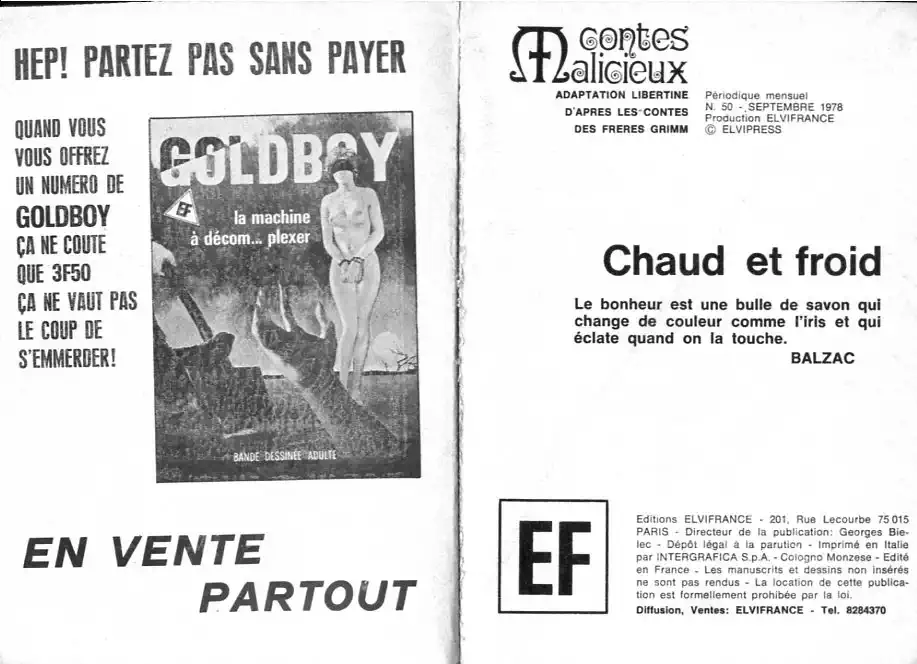 HEP! PARTEZ PAS SANS PAYER
QUAND VOUS
VOUS OFFREZ
UN NUMERO DE
GOLDBOY
ÇA NE COUTE
QUE 3F50
ÇA NE VAUT PAS
LE COUP DE
S'EMMERDER!
GOLDBOY
EF
la machine
à décom... plexer
BANDE DESSINÉE ADULTE
EN VENTE
PARTOUT
Contes
Malicieux
ADAPTATION LIBERTINE
D'APRES LES CONTES
DES FRERES GRIMM
Périodique mensuel
N. 50 - SEPTEMBRE 1978
Production ELVIFRANCE
© ELVIPRESS
Chaud et froid
Le bonheur est une bulle de savon qui
change de couleur comme l'iris et qui
éclate quand on la touche.
BALZAC
EF
Editions ELVIFRANCE - 201, Rue Lecourbe 75 015
PARIS - Directeur de la publication: Georges Bie-
lec - Dépôt légal à la parution - Imprimé en Italie
par INTERGRAFICA S.p.A. - Cologno Monzese - Edité
en France - Les manuscrits et dessins non insérés
ne sont pas rendus - La location de cette publica-
tion est formellement prohibée par la loi.
Diffusion, Ventes: ELVIFRANCE - Tel. 8284370